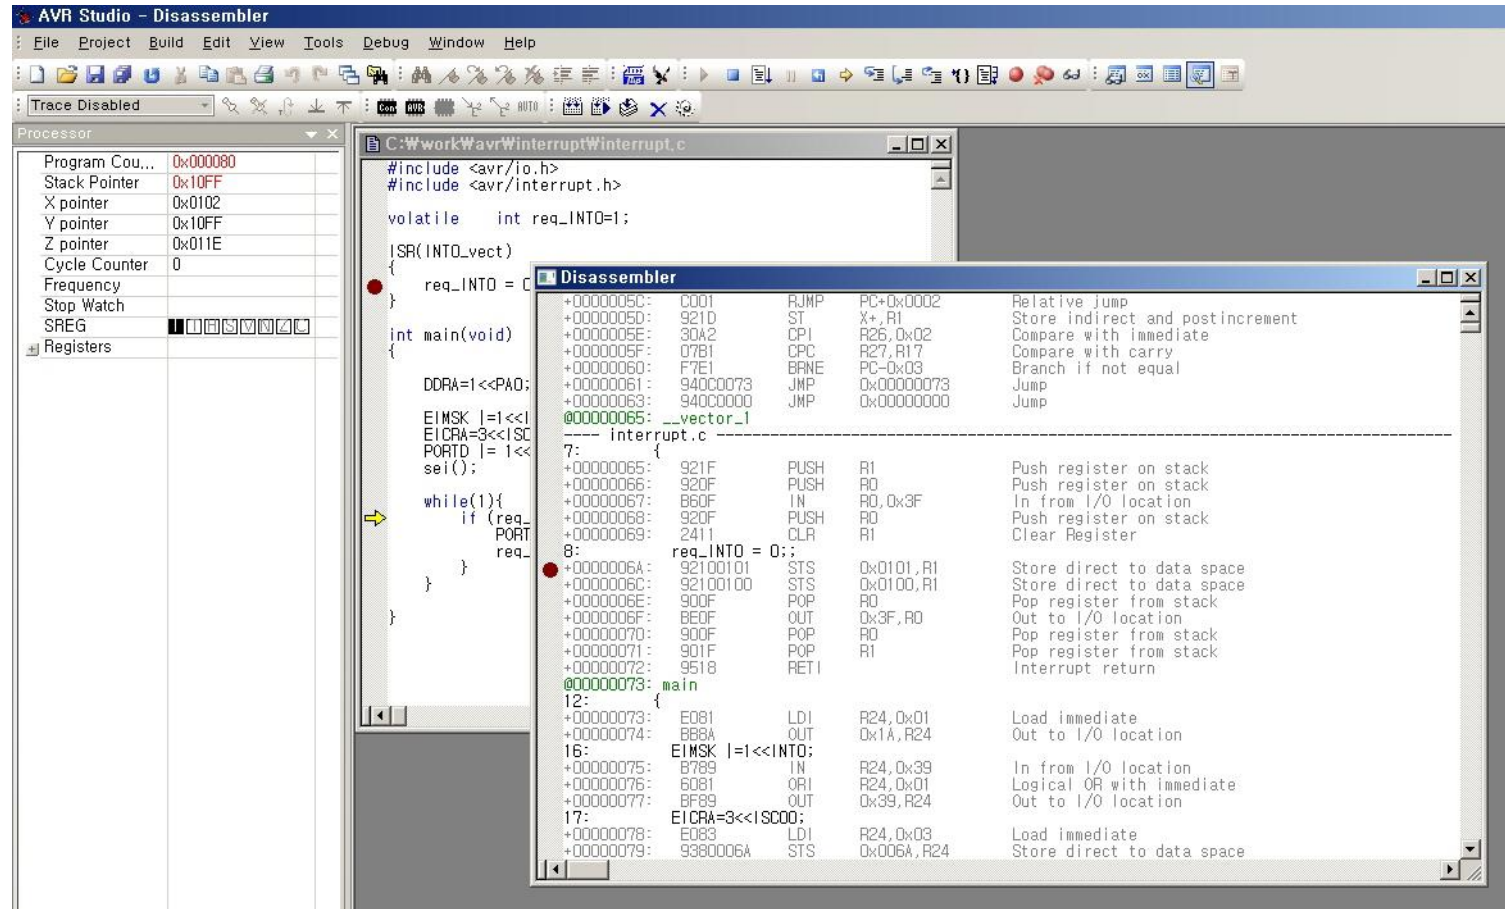 AVR Studio - Disassembler
File Project Build Edit View Tools Debug Window Help
Trace Disabled
Con AVR AUTO
Processor
Program Cou... 0x000080
Stack Pointer 0x10FF
X pointer 0x0102
Y pointer 0x10FF
Z pointer 0x011E
Cycle Counter 0
Frequency
Stop Watch
SREG I T H S V N Z C
Registers
C:₩work₩avr₩interrupt₩interrupt.c
#include <avr/io.h>
#include <avr/interrupt.h>
volatile int req_INT0=1;
ISR(INT0_vect)
{
req_INT0 = 0
}
int main(void)
{
DDRA=1<<PA0;
EIMSK |=1<<I
EICRA=3<<ISC
PORTD |= 1<<
sei();
while(1){
if (req_
PORT
req_
}
}
}
Disassembler
+0000005C: C001 RJMP PC+0x0002 Relative jump
+0000005D: 921D ST X+,R1 Store indirect and postincrement
+0000005E: 30A2 CPI R26,0x02 Compare with immediate
+0000005F: 07B1 CPC R27,R17 Compare with carry
+00000060: F7E1 BRNE PC-0x03 Branch if not equal
+00000061: 940C0073 JMP 0x00000073 Jump
+00000063: 940C0000 JMP 0x00000000 Jump
@00000065: __vector_1
---- interrupt.c ----
7: {
+00000065: 921F PUSH R1 Push register on stack
+00000066: 920F PUSH R0 Push register on stack
+00000067: B60F IN R0,0x3F In from I/O location
+00000068: 920F PUSH R0 Push register on stack
+00000069: 2411 CLR R1 Clear Register
8: req_INT0 = 0;;
+0000006A: 92100101 STS 0x0101,R1 Store direct to data space
+0000006C: 92100100 STS 0x0100,R1 Store direct to data space
+0000006E: 900F POP R0 Pop register from stack
+0000006F: BE0F OUT 0x3F,R0 Out to I/O location
+00000070: 900F POP R0 Pop register from stack
+00000071: 901F POP R1 Pop register from stack
+00000072: 9518 RETI Interrupt return
@00000073: main
12: {
+00000073: E081 LDI R24,0x01 Load immediate
+00000074: BB8A OUT 0x1A,R24 Out to I/O location
16: EIMSK |=1<<INT0;
+00000075: B789 IN R24,0x39 In from I/O location
+00000076: 6081 ORI R24,0x01 Logical OR with immediate
+00000077: BF89 OUT 0x39,R24 Out to I/O location
17: EICRA=3<<ISC00;
+00000078: E083 LDI R24,0x03 Load immediate
+00000079: 9380006A STS 0x006A,R24 Store direct to data space